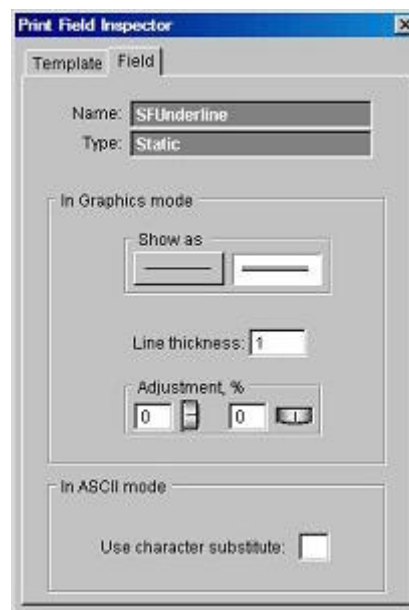 Print Field Inspector
Template Field
Name: SFUnderline
Type: Static
In Graphics mode
Show as
Line thickness: 1
Adjustment, %
0 0
In ASCII mode
Use character substitute: